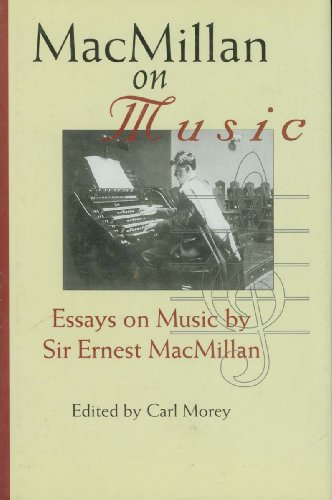 MacMillan
on
Music
Essays on Music by
Sir Ernest MacMillan
Edited by Carl Morey